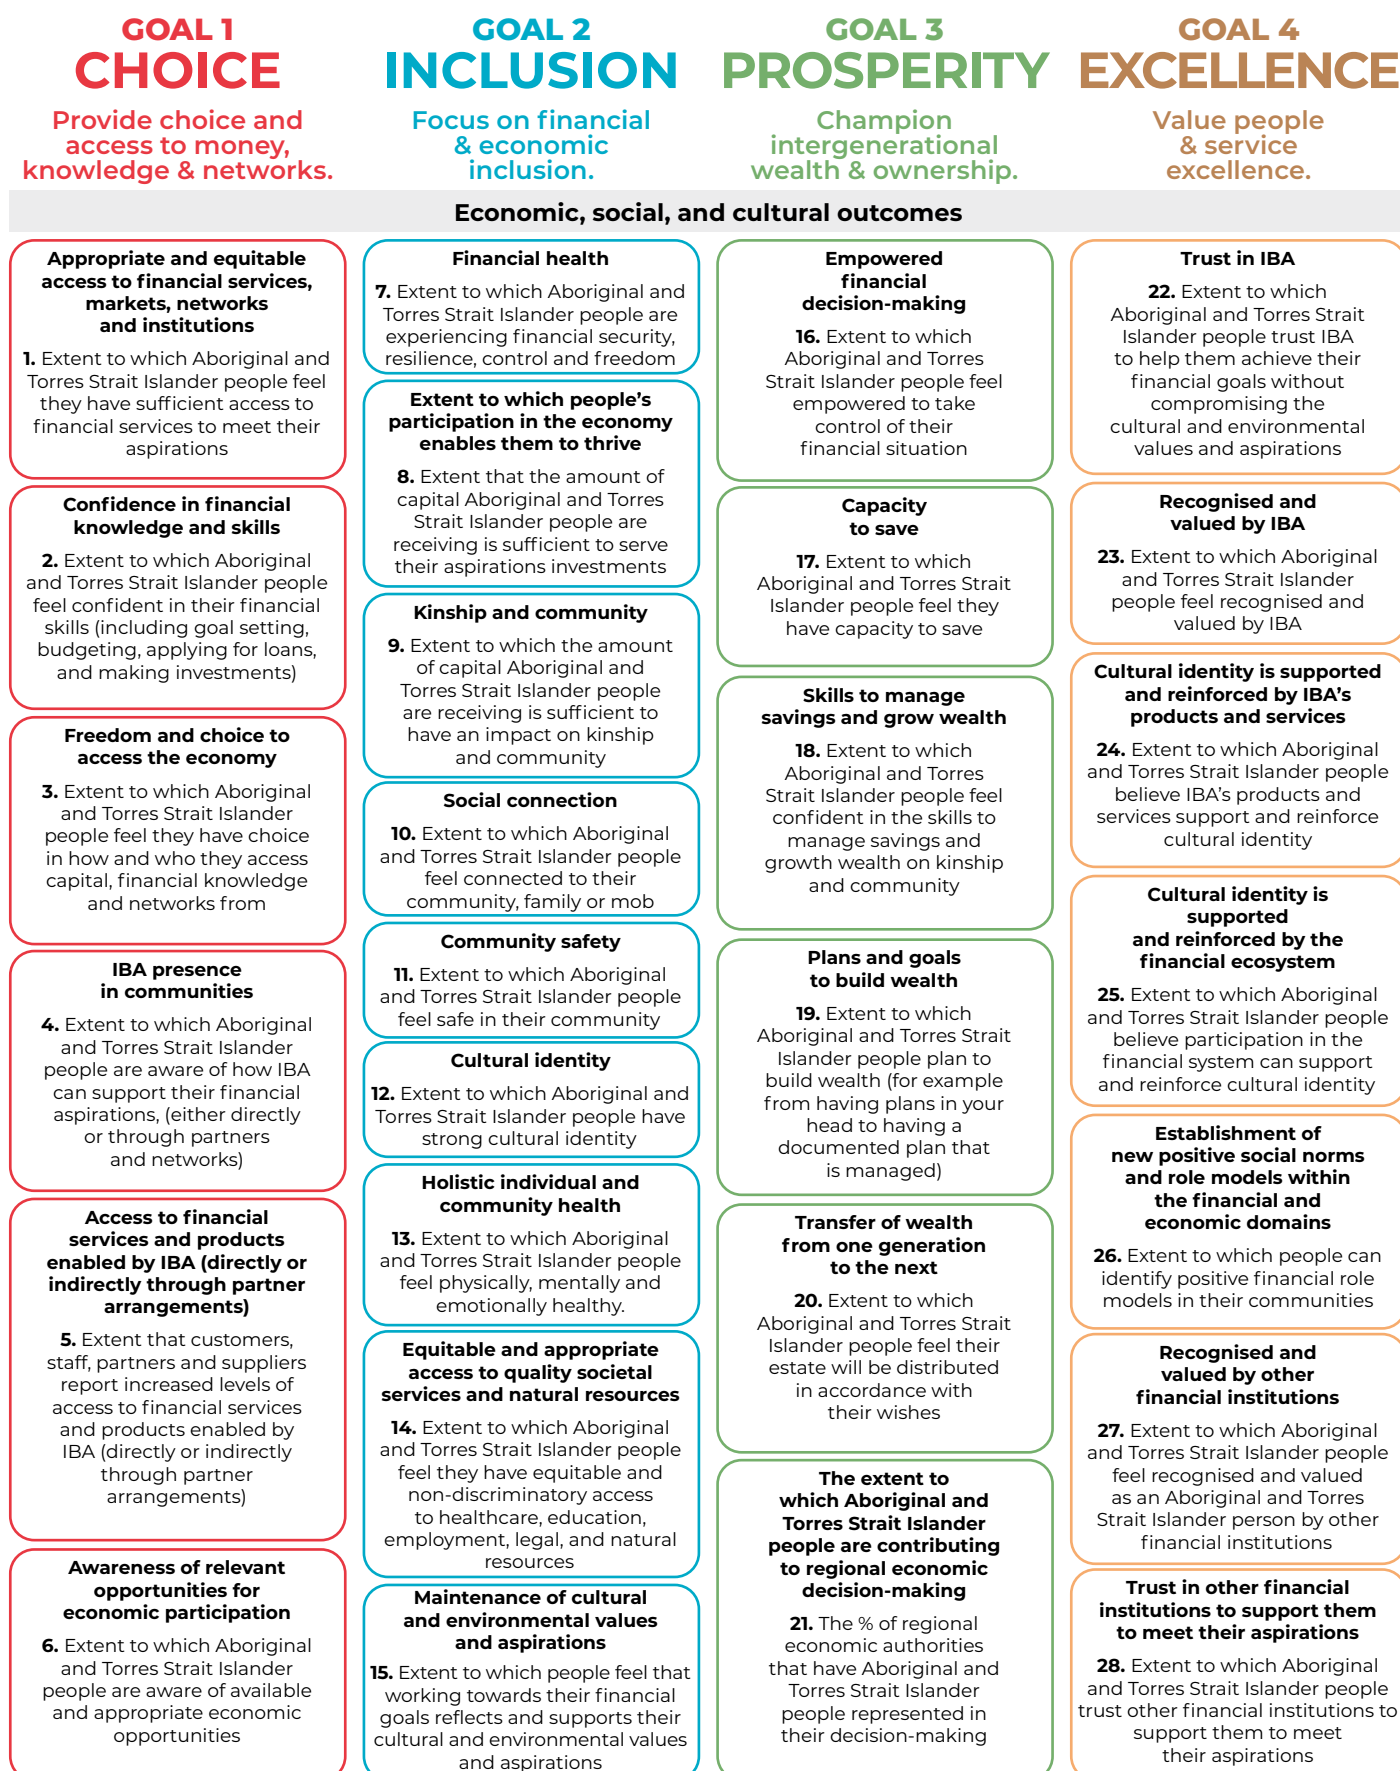 GOAL 1
CHOICE
Provide choice and
access to money,
knowledge & networks.
GOAL 2
INCLUSION
Focus on financial
& economic
inclusion.
GOAL 3
PROSPERITY
Champion
intergenerational
wealth & ownership.
GOAL 4
EXCELLENCE
Value people
& service
excellence.
Economic, social, and cultural outcomes
Appropriate and equitable
access to financial services,
markets, networks
and institutions
1. Extent to which Aboriginal and
Torres Strait Islander people feel
they have sufficient access to
financial services to meet their
aspirations
Confidence in financial
knowledge and skills
2. Extent to which Aboriginal
and Torres Strait Islander people
feel confident in their financial
skills (including goal setting,
budgeting, applying for loans,
and making investments)
Freedom and choice to
access the economy
3. Extent to which Aboriginal
and Torres Strait Islander
people feel they have choice
in how and who they access
capital, financial knowledge
and networks from
IBA presence
in communities
4. Extent to which Aboriginal
and Torres Strait Islander
people are aware of how IBA
can support their financial
aspirations, (either directly
or through partners
and networks)
Access to financial
services and products
enabled by IBA (directly or
indirectly through partner
arrangements)
5. Extent that customers,
staff, partners and suppliers
report increased levels of
access to financial services
and products enabled by
IBA (directly or indirectly
through partner
arrangements)
Awareness of relevant
opportunities for
economic participation
6. Extent to which Aboriginal
and Torres Strait Islander
people are aware of available
and appropriate economic
opportunities
Financial health
7. Extent to which Aboriginal and
Torres Strait Islander people are
experiencing financial security,
resilience, control and freedom
Extent to which people's
participation in the economy
enables them to thrive
8. Extent that the amount of
capital Aboriginal and Torres
Strait Islander people are
receiving is sufficient to serve
their aspirations investments
Kinship and community
9. Extent to which the amount
of capital Aboriginal and
Torres Strait Islander people
are receiving is sufficient to
have an impact on kinship
and community
Social connection
10. Extent to which Aboriginal
and Torres Strait Islander people
feel connected to their
community, family or mob
Community safety
11. Extent to which Aboriginal
and Torres Strait Islander people
feel safe in their community
Cultural identity
12. Extent to which Aboriginal and
Torres Strait Islander people have
strong cultural identity
Holistic individual and
community health
13. Extent to which Aboriginal
and Torres Strait Islander people
feel physically, mentally and
emotionally healthy.
Equitable and appropriate
access to quality societal
services and natural resources
14. Extent to which Aboriginal
and Torres Strait Islander people
feel they have equitable and
non-discriminatory access
to healthcare, education,
employment, legal, and natural
resources
Maintenance of cultural
and environmental values
and aspirations
15. Extent to which people feel that
working towards their financial
goals reflects and supports their
cultural and environmental values
and aspirations
Empowered
financial
decision-making
16. Extent to which
Aboriginal and Torres
Strait Islander people feel
empowered to take
control of their
financial situation
Capacity
to save
17. Extent to which
Aboriginal and Torres Strait
Islander people feel they
have capacity to save
Skills to manage
savings and grow wealth
18. Extent to which
Aboriginal and Torres
Strait Islander people feel
confident in the skills to
manage savings and
growth wealth on kinship
and community
Plans and goals
to build wealth
19. Extent to which
Aboriginal and Torres Strait
Islander people plan to
build wealth (for example
from having plans in your
head to having a
documented plan that
is managed)
Transfer of wealth
from one generation
to the next
20. Extent to which
Aboriginal and Torres Strait
Islander people feel their
estate will be distributed
in accordance with
their wishes
The extent to
which Aboriginal and
Torres Strait Islander
people are contributing
to regional economic
decision-making
21. The % of regional
economic authorities
that have Aboriginal and
Torres Strait Islander
people represented in
their decision-making
Trust in IBA
22. Extent to which
Aboriginal and Torres Strait
Islander people trust IBA
to help them achieve their
financial goals without
compromising the
cultural and environmental
values and aspirations
Recognised and
valued by IBA
23. Extent to which Aboriginal
and Torres Strait Islander
people feel recognised and
valued by IBA
Cultural identity is supported
and reinforced by IBA's
products and services
24. Extent to which Aboriginal
and Torres Strait Islander people
believe IBA's products and
services support and reinforce
cultural identity
Cultural identity is
supported
and reinforced by the
financial ecosystem
25. Extent to which Aboriginal
and Torres Strait Islander people
believe participation in the
financial system can support
and reinforce cultural identity
Establishment of
new positive social norms
and role models within
the financial and
economic domains
26. Extent to which people can
identify positive financial role
models in their communities
Recognised and
valued by other
financial institutions
27. Extent to which Aboriginal
and Torres Strait Islander people
feel recognised and valued
as an Aboriginal and Torres
Strait Islander person by other
financial institutions
Trust in other financial
institutions to support them
to meet their aspirations
28. Extent to which Aboriginal
and Torres Strait Islander people
trust other financial institutions to
support them to meet
their aspirations